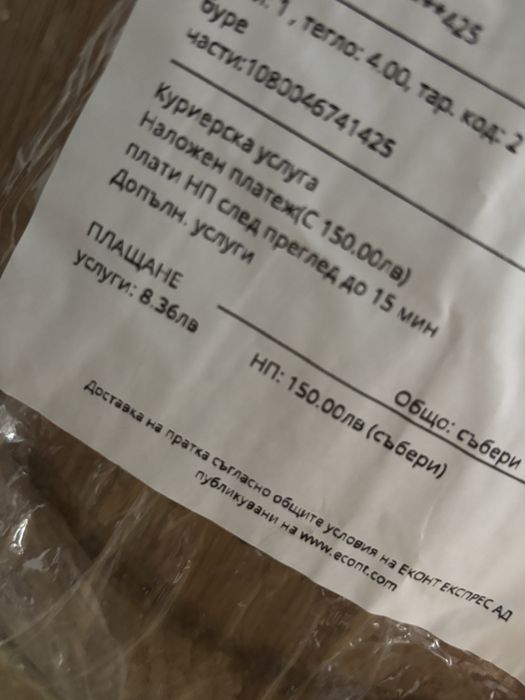 *425
1, тегло: 4.00, тар. код: 2
буре
части:1080046741425
Куриерска услуга
Наложен платеж(С 150.00лв)
плати НП след преглед до 15 мин
Допълн. услуги
ПЛАЩАНЕ
услуги: 8.36лв
Общо: събери
НП: 150.00лв (събери)
Доставка на пратка съгласно общите условия на ЕКОНТ ЕКСПРЕС АД
публикувани на www.econt.com